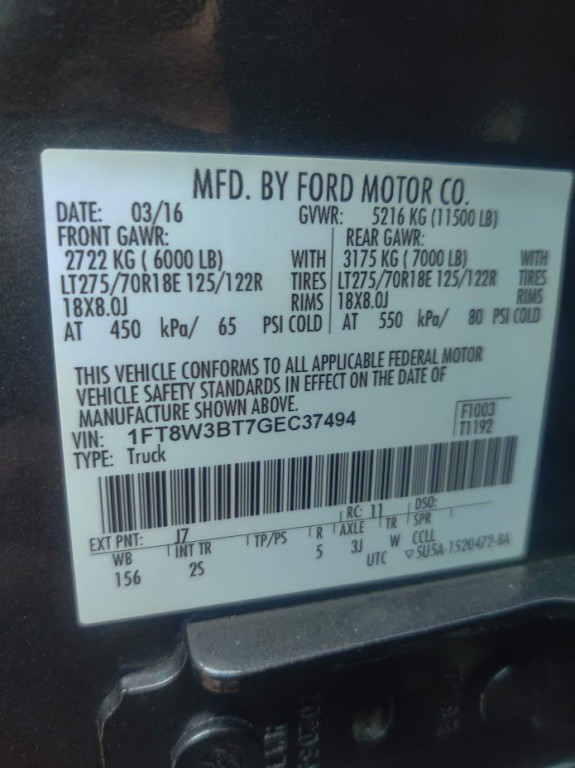 MFD. BY FORD MOTOR CO.
DATE: 03/16 GVWR: 5216 KG (11500 LB)
FRONT GAWR: REAR GAWR:
2722 KG ( 6000 LB) WITH 3175 KG ( 7000 LB) WITH
LT275/70R18E 125/122R TIRES LT275/70R18E 125/122R TIRES
18X8.0J RIMS 18X8.0J RIMS
AT 450 kPa/ 65 PSI COLD AT 550 kPa/ 80 PSI COLD
THIS VEHICLE CONFORMS TO ALL APPLICABLE FEDERAL MOTOR
VEHICLE SAFETY STANDARDS IN EFFECT ON THE DATE OF
MANUFACTURE SHOWN ABOVE.
VIN: 1FT8W3BT7GEC37494 F1003
TYPE: Truck T1192
EXT PNT: J7 RC: 11 DSO:
WB INT TR TP/PS R AXLE TR SPR
156 2S 5 3J W CCLL
UTC ▽5U5A-1520472-BA